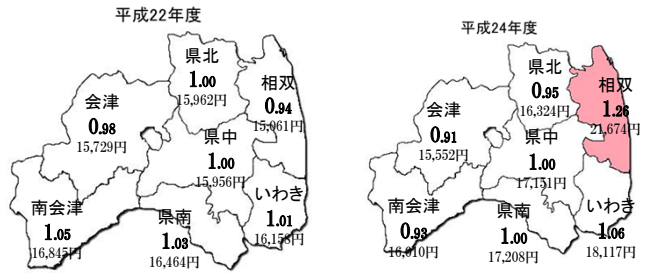 平成22年度
県北
1.00
15,962円
相双
0.94
15,061円
会津
0.98
15,729円
県中
1.00
15,956円
いわき
1.01
16,158円
南会津
1.05
16,845円
県南
1.03
16,464円
平成24年度
県北
0.95
16,324円
相双
1.26
21,674円
会津
0.91
15,552円
県中
1.00
17,151円
いわき
1.06
18,117円
南会津
0.93
16,010円
県南
1.00
17,208円